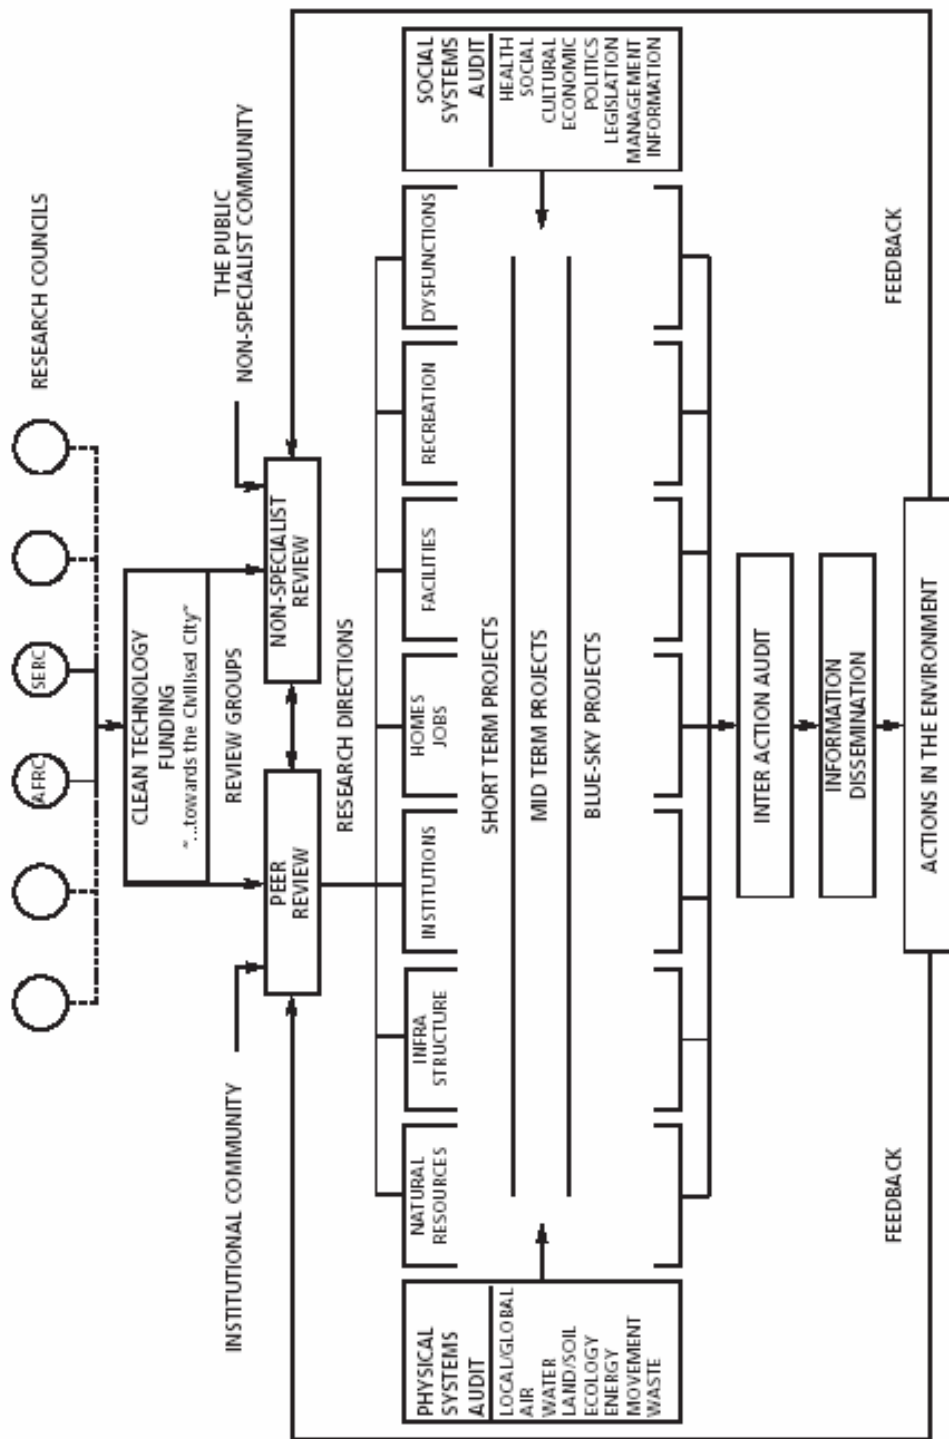 RESEARCH COUNCILS
AFRC
SERC
CLEAN TECHNOLOGY
FUNDING
"...towards the Civilised City"
INSTITUTIONAL COMMUNITY
THE PUBLIC
NON-SPECIALIST COMMUNITY
REVIEW GROUPS
PEER
REVIEW
NON-SPECIALIST
REVIEW
RESEARCH DIRECTIONS
PHYSICAL
SYSTEMS
AUDIT
LOCAL/GLOBAL
AIR
WATER
LAND/SOIL
ECOLOGY
ENERGY
MOVEMENT
WASTE
NATURAL
RESOURCES
INFRA
STRUCTURE
INSTITUTIONS
HOMES
JOBS
FACILITIES
RECREATION
DYSFUNCTIONS
SOCIAL
SYSTEMS
AUDIT
HEALTH
SOCIAL
CULTURAL
ECONOMIC
POLITICS
LEGISLATION
MANAGEMENT
INFORMATION
SHORT TERM PROJECTS
MID TERM PROJECTS
BLUE-SKY PROJECTS
INTER ACTION AUDIT
INFORMATION
DISSEMINATION
FEEDBACK
FEEDBACK
ACTIONS IN THE ENVIRONMENT